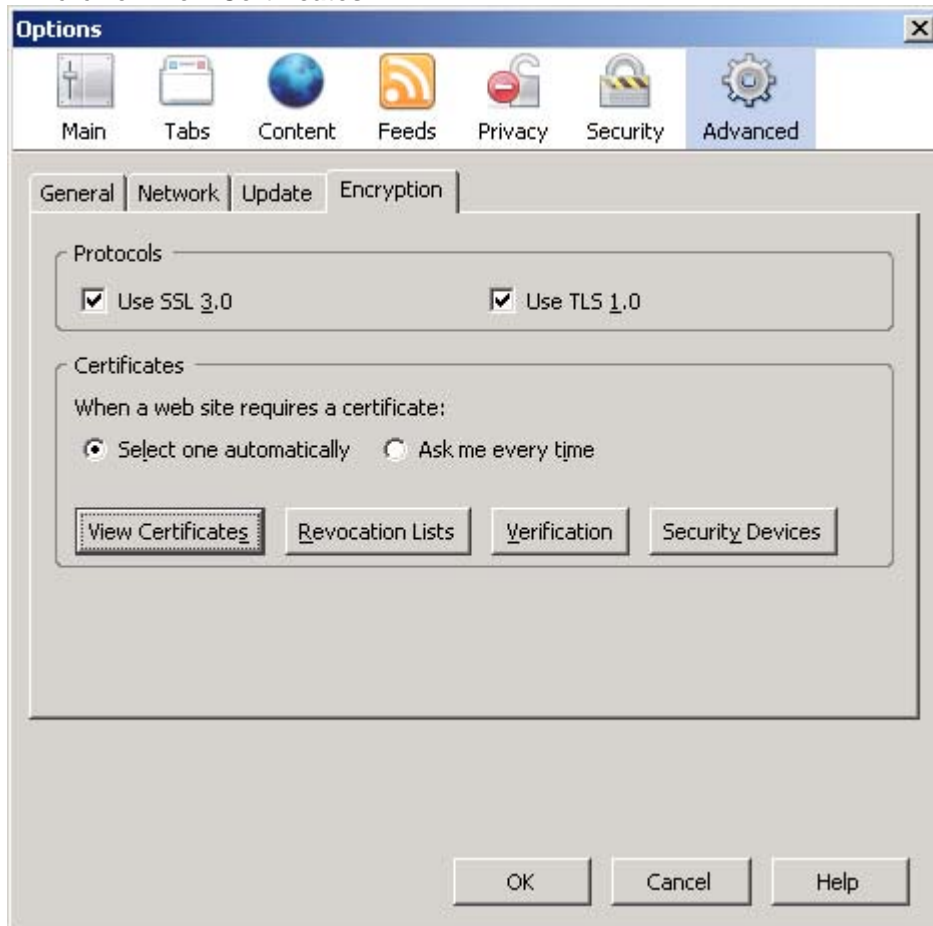 Options
Main Tabs Content Feeds Privacy Security Advanced
General Network Update Encryption
Protocols
Use SSL 3.0 Use TLS 1.0
Certificates
When a web site requires a certificate:
Select one automatically Ask me every time
View Certificates Revocation Lists Verification Security Devices
OK Cancel Help